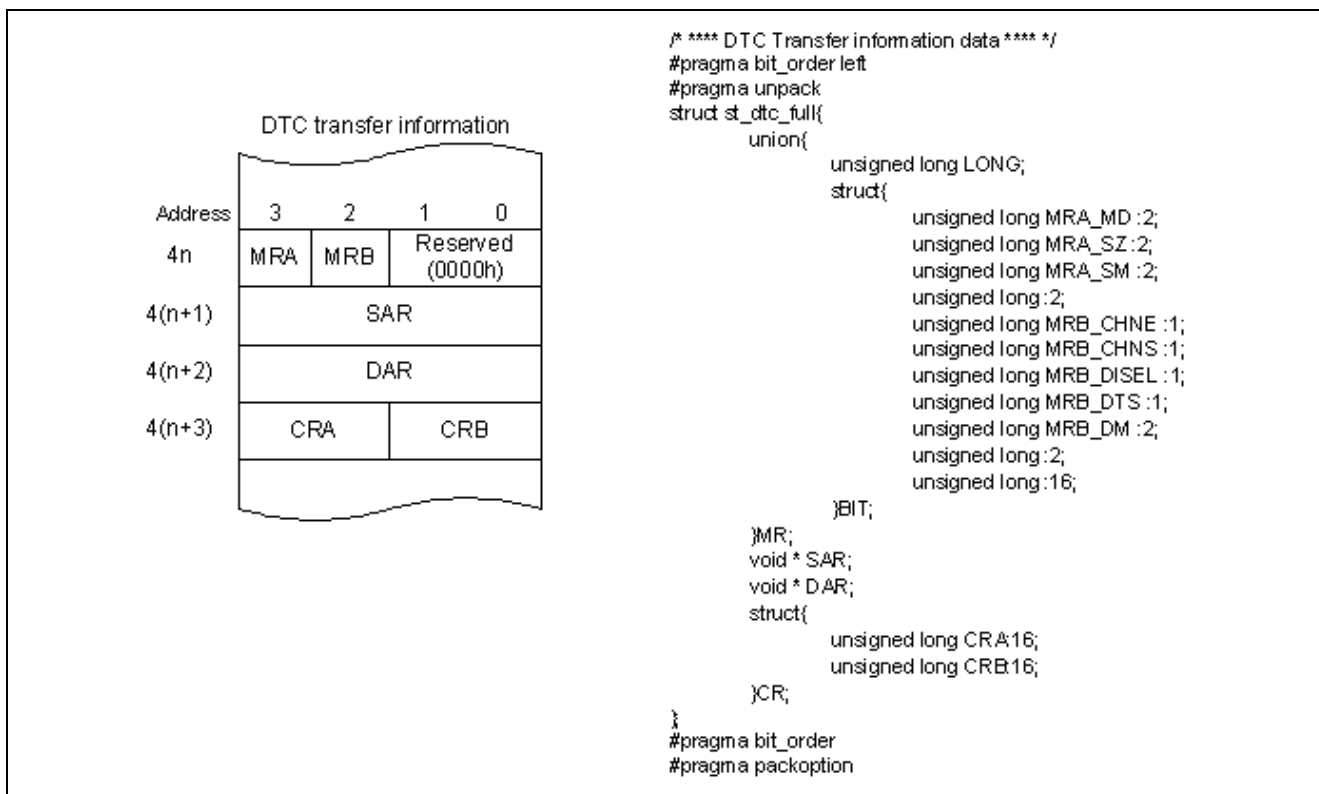 DTC transfer information
Address 3 2 1 0
4n MRA MRB Reserved
(0000h)
4(n+1) SAR
4(n+2) DAR
4(n+3) CRA CRB
/* **** DTC Transfer information data **** */
#pragma bit_order left
#pragma unpack
struct st_dtc_full{
union{
unsigned long LONG;
struct{
unsigned long MRA_MD :2;
unsigned long MRA_SZ :2;
unsigned long MRA_SM :2;
unsigned long :2;
unsigned long MRB_CHNE :1;
unsigned long MRB_CHNS :1;
unsigned long MRB_DISEL :1;
unsigned long MRB_DTS :1;
unsigned long MRB_DM :2;
unsigned long :2;
unsigned long :16;
}BIT;
}MR;
void * SAR;
void * DAR;
struct{
unsigned long CRA:16;
unsigned long CRB:16;
}CR;
};
#pragma bit_order
#pragma packoption